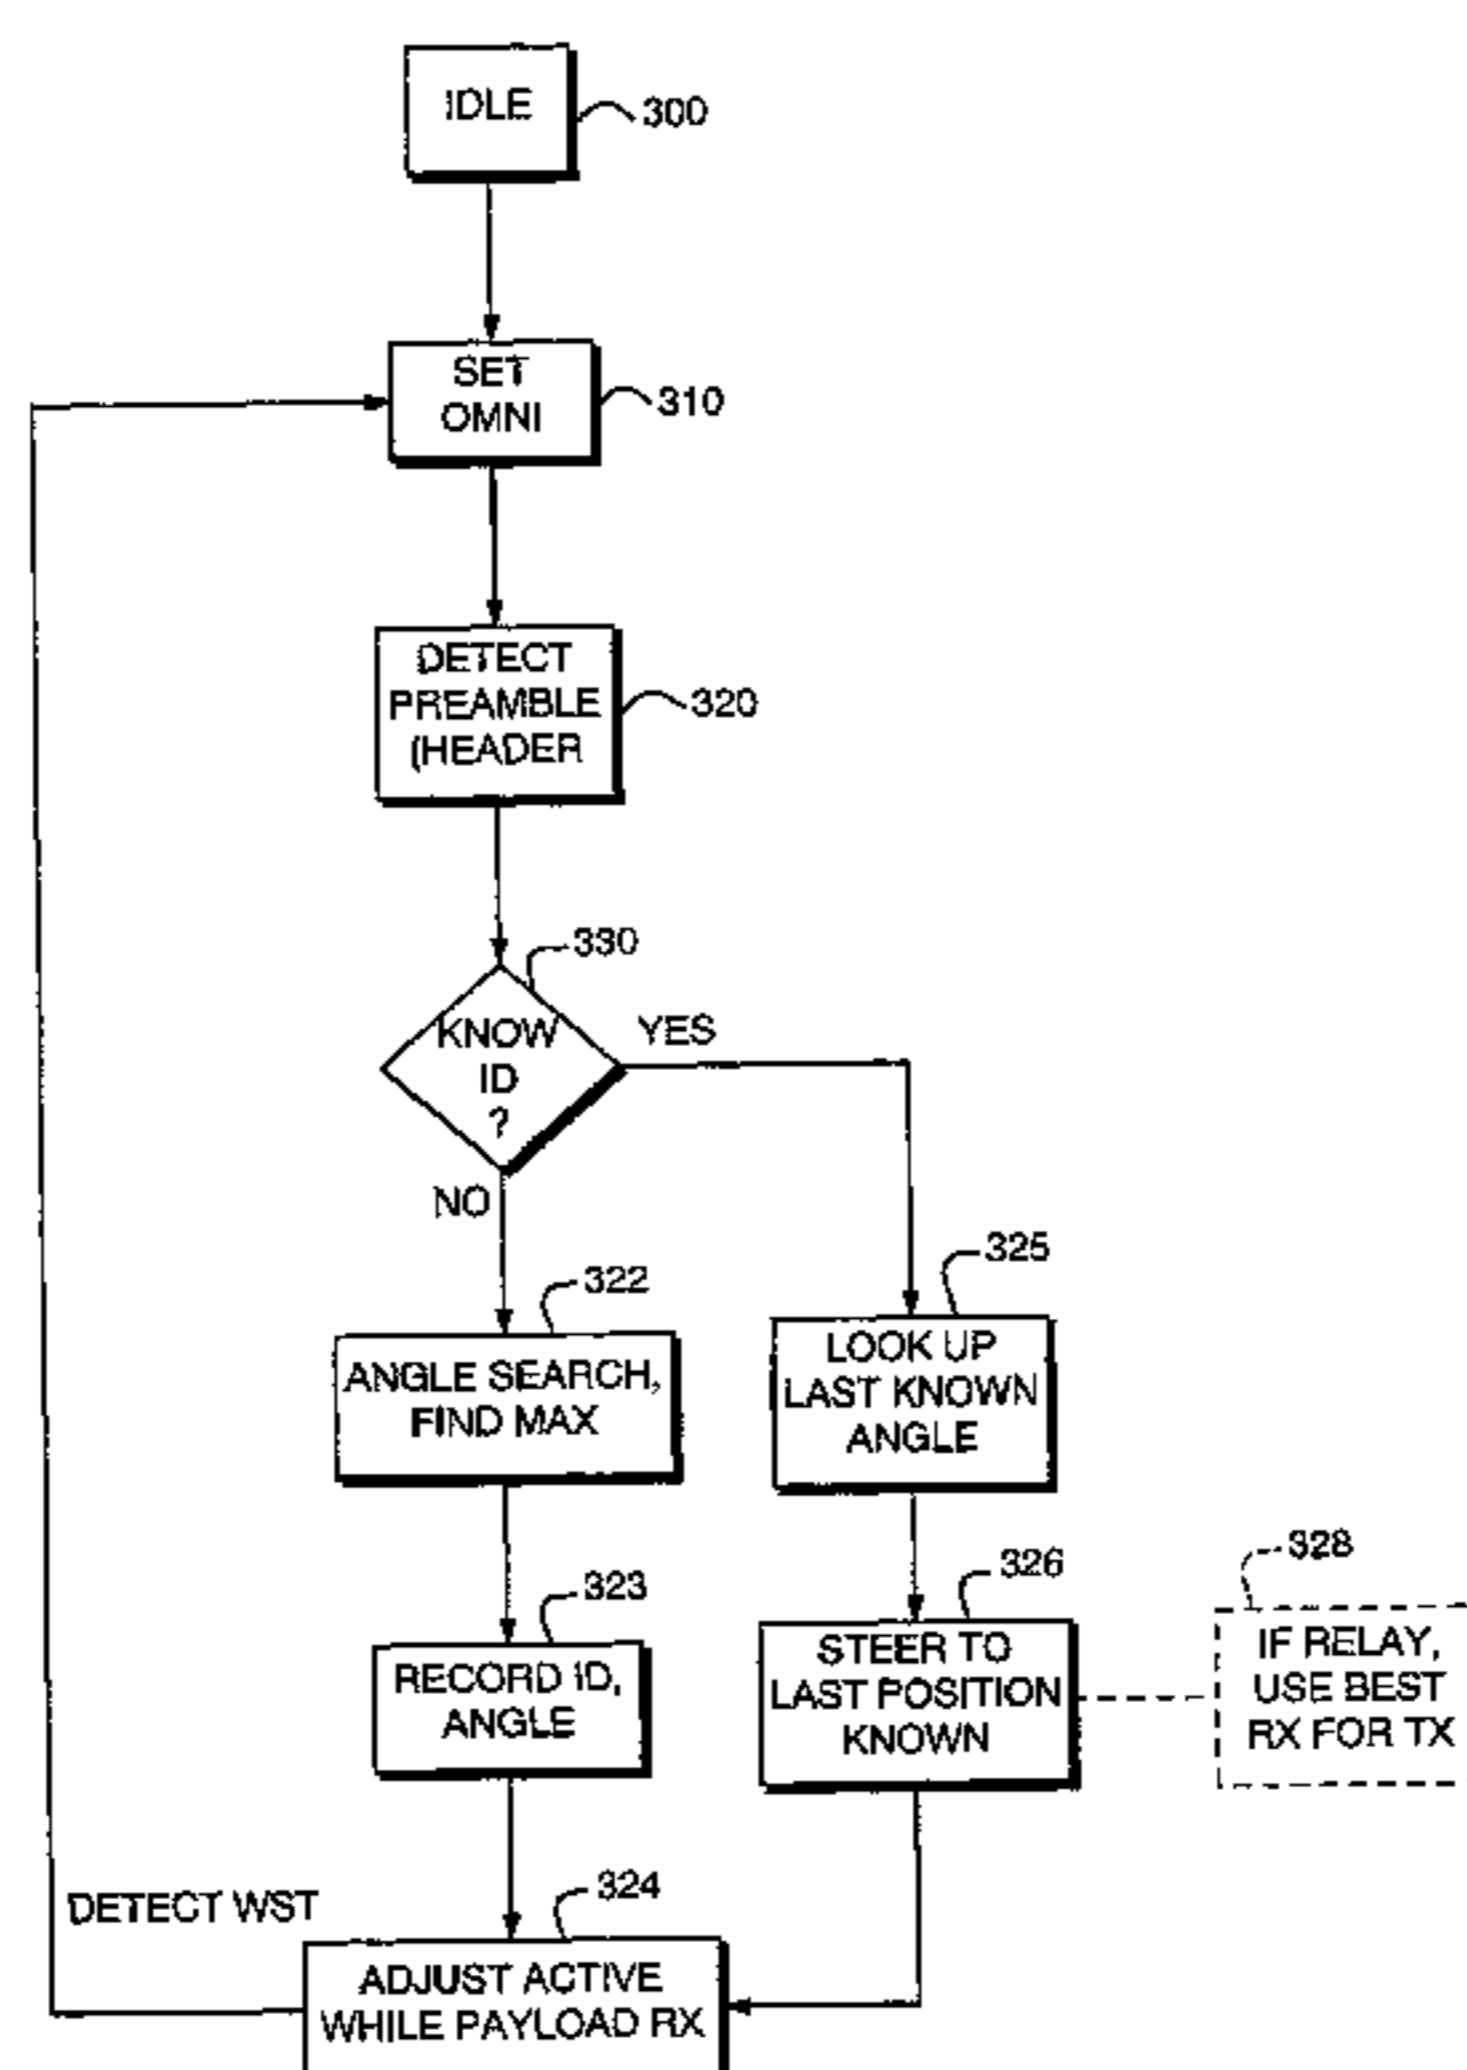 IDLE
300
SET
OMNI
310
DETECT
PREAMBLE
(HEADER
320
330
KNOW
ID
?
YES
NO
322
ANGLE SEARCH,
FIND MAX
325
LOOK UP
LAST KNOWN
ANGLE
323
RECORD ID,
ANGLE
326
STEER TO
LAST POSITION
KNOWN
328
IF RELAY,
USE BEST
RX FOR TX
DETECT WST
324
ADJUST ACTIVE
WHILE PAYLOAD RX